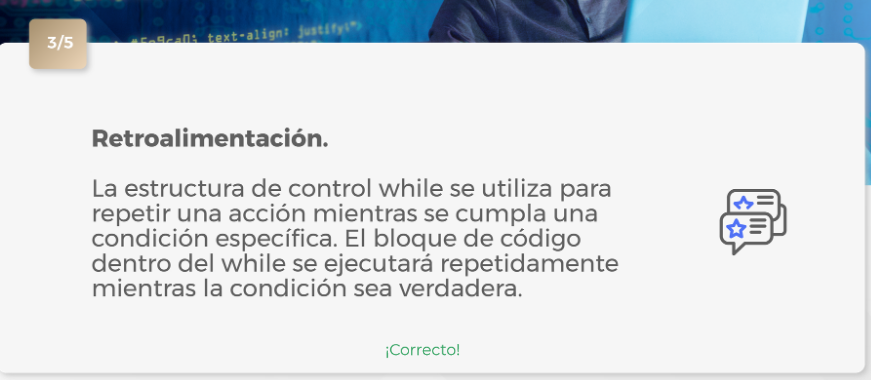 3/5
text-align: justify;
Retroalimentación.
La estructura de control while se utiliza para
repetir una acción mientras se cumpla una
condición específica. El bloque de código
dentro del while se ejecutará repetidamente
mientras la condición sea verdadera.
¡Correcto!